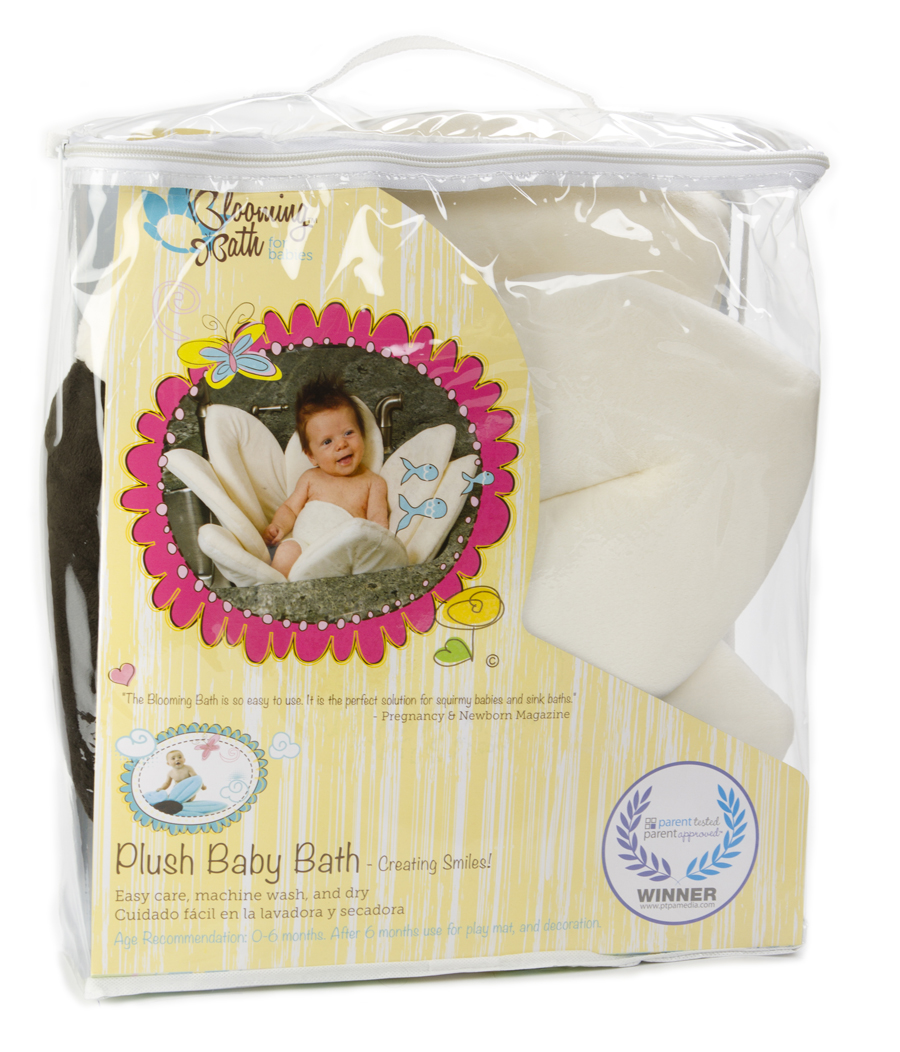 Blooming
Bath for
babies
©
"The Blooming Bath is so easy to use. It is the perfect solution for squirmy babies and sink baths."
- Pregnancy & Newborn Magazine
Plush Baby Bath - Creating Smiles!
Easy care, machine wash, and dry
Cuidado fácil en la lavadora y secadora
Age Recommendation: 0-6 months. After 6 months use for play mat, and decoration.
parent tested
parent approved™
WINNER
www.ptpamedia.com